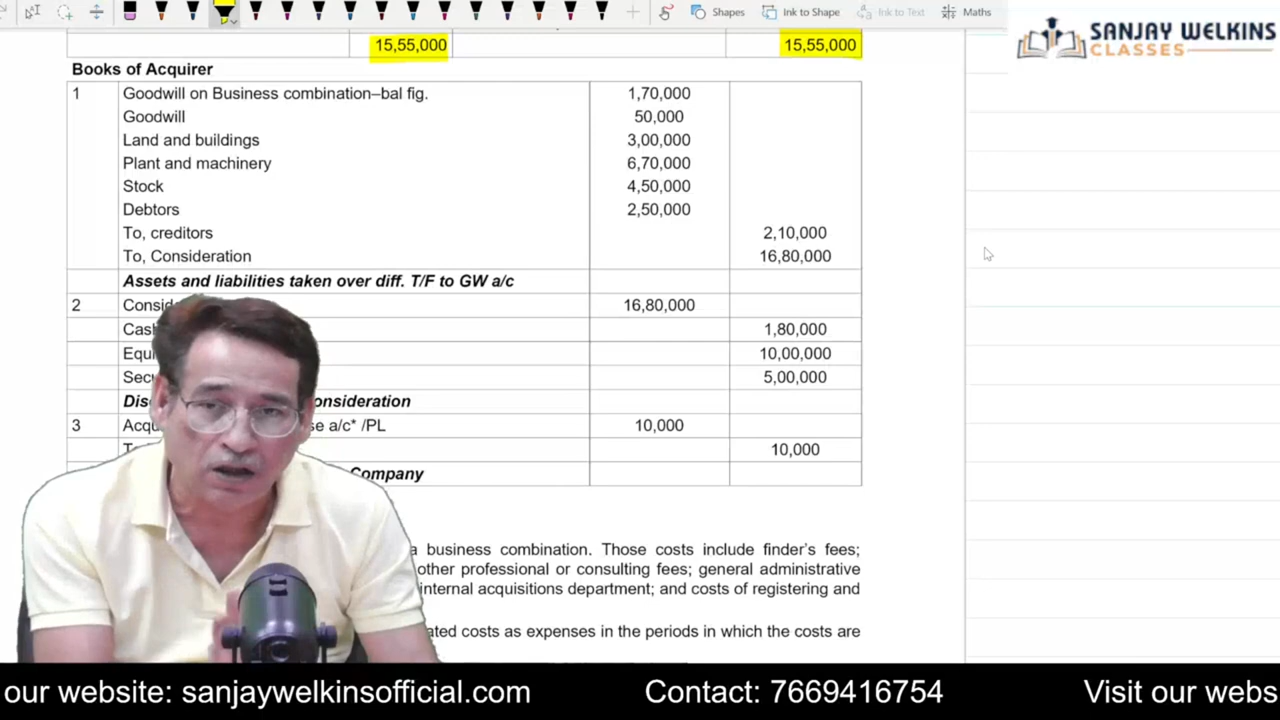 Shapes Ink to Shape Ink to Text Maths
SANJAY WELKINS
CLASSES
15,55,000 15,55,000
Books of Acquirer
1 Goodwill on Business combination–bal fig. 1,70,000
Goodwill 50,000
Land and buildings 3,00,000
Plant and machinery 6,70,000
Stock 4,50,000
Debtors 2,50,000
To, creditors 2,10,000
To, Consideration 16,80,000
Assets and liabilities taken over diff. T/F to GW a/c
2 16,80,000
1,80,000
10,00,000
5,00,000
3 a/c* /PL 10,000
10,000
Company
a business combination. Those costs include finder's fees;
other professional or consulting fees; general administrative
internal acquisitions department; and costs of registering and
costs as expenses in the periods in which the costs are
our website: sanjaywelkinsofficial.com Contact: 7669416754 Visit our